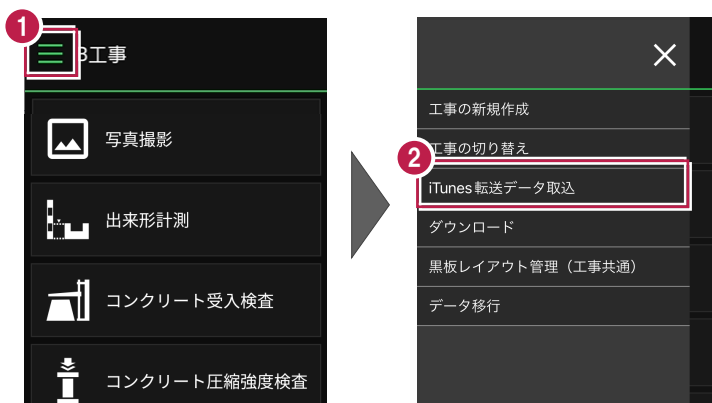 1
B工事
写真撮影
出来形計測
コンクリート受入検査
コンクリート圧縮強度検査
工事の新規作成
2
工事の切り替え
iTunes転送データ取込
ダウンロード
黒板レイアウト管理（工事共通）
データ移行